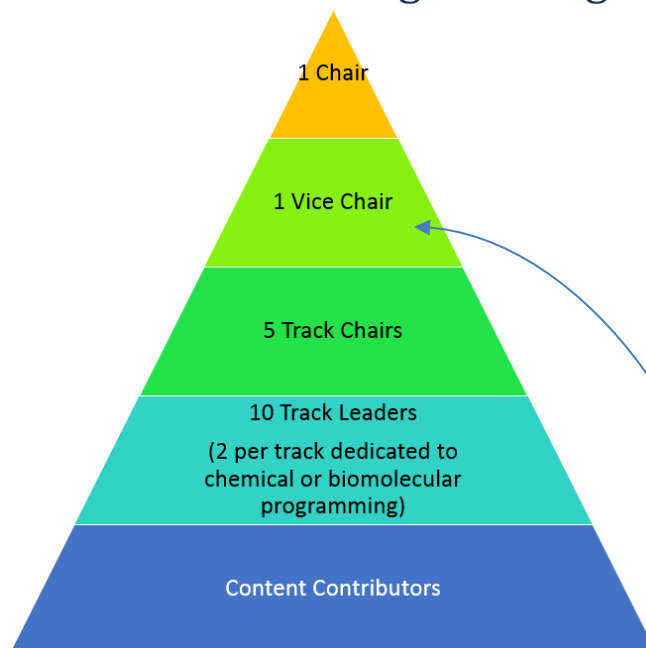 1 Chair
1 Vice Chair
5 Track Chairs
10 Track Leaders
(2 per track dedicated to
chemical or biomolecular
programming)
Content Contributors